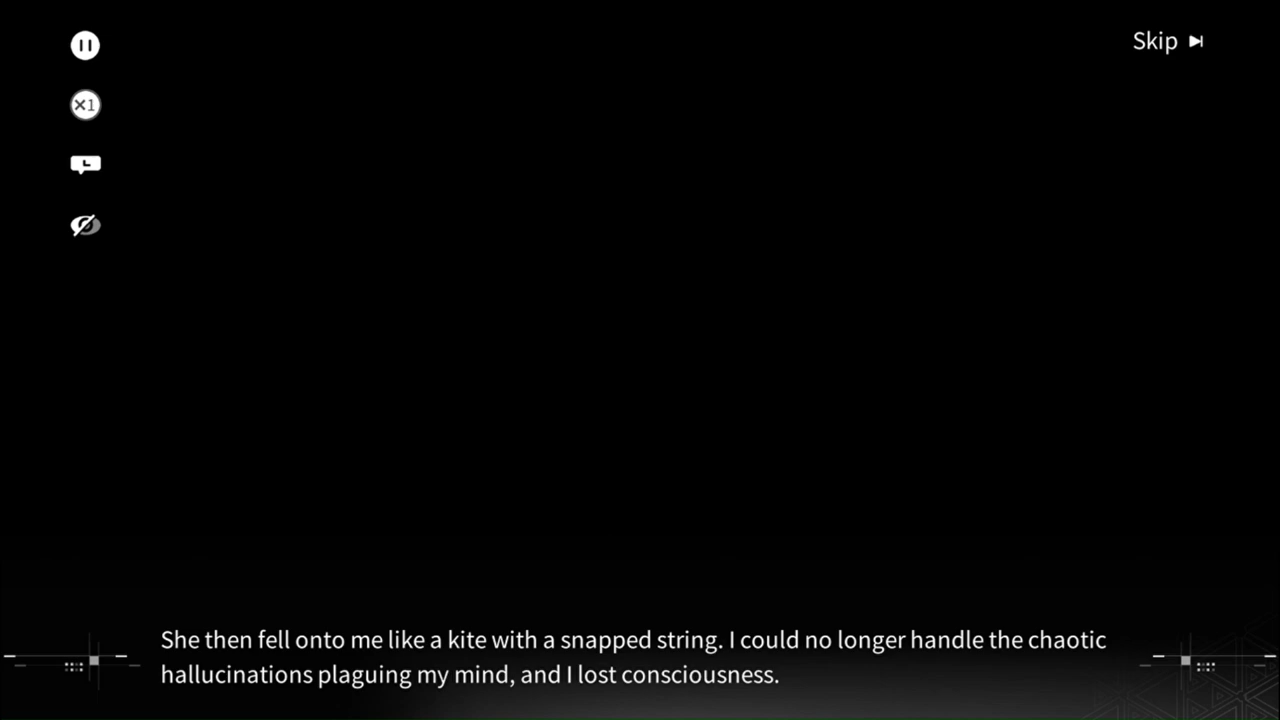 Skip
×1
She then fell onto me like a kite with a snapped string. I could no longer handle the chaotic
hallucinations plaguing my mind, and I lost consciousness.